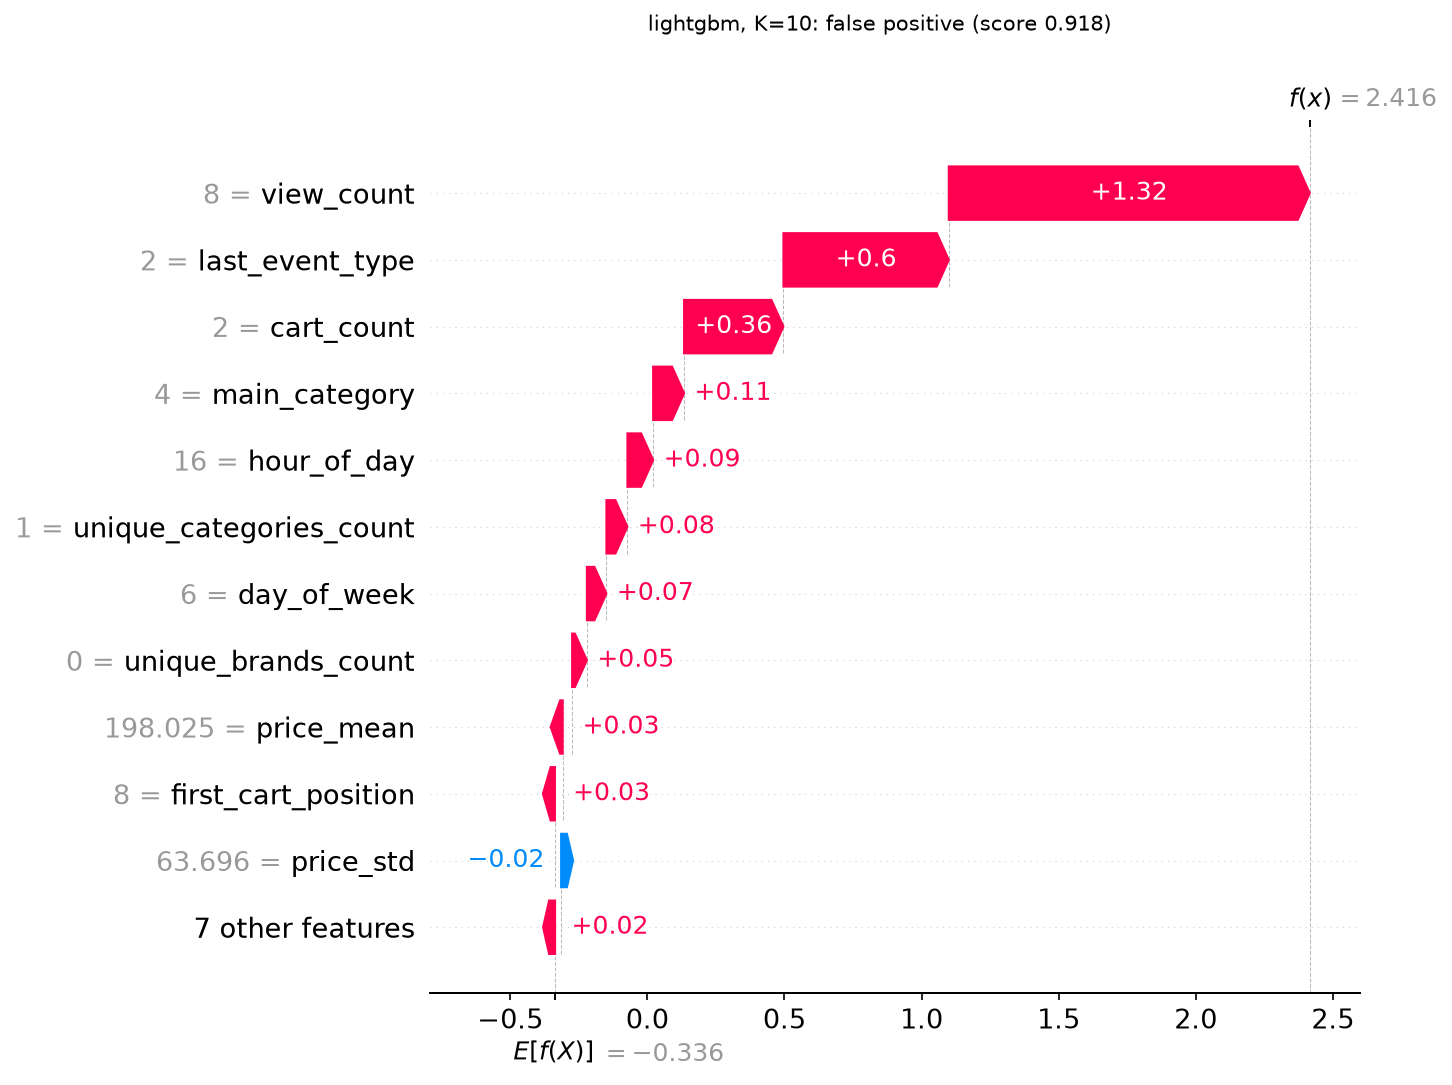 lightgbm, K=10: false positive (score 0.918)
f(x) = 2.416
8 = view_count
+1.32
2 = last_event_type
+0.6
2 = cart_count
+0.36
4 = main_category
+0.11
16 = hour_of_day
+0.09
1 = unique_categories_count
+0.08
6 = day_of_week
+0.07
0 = unique_brands_count
+0.05
198.025 = price_mean
+0.03
8 = first_cart_position
+0.03
63.696 = price_std
−0.02
7 other features
+0.02
−0.5 0.0 0.5 1.0 1.5 2.0 2.5
E[f(X)] = −0.336